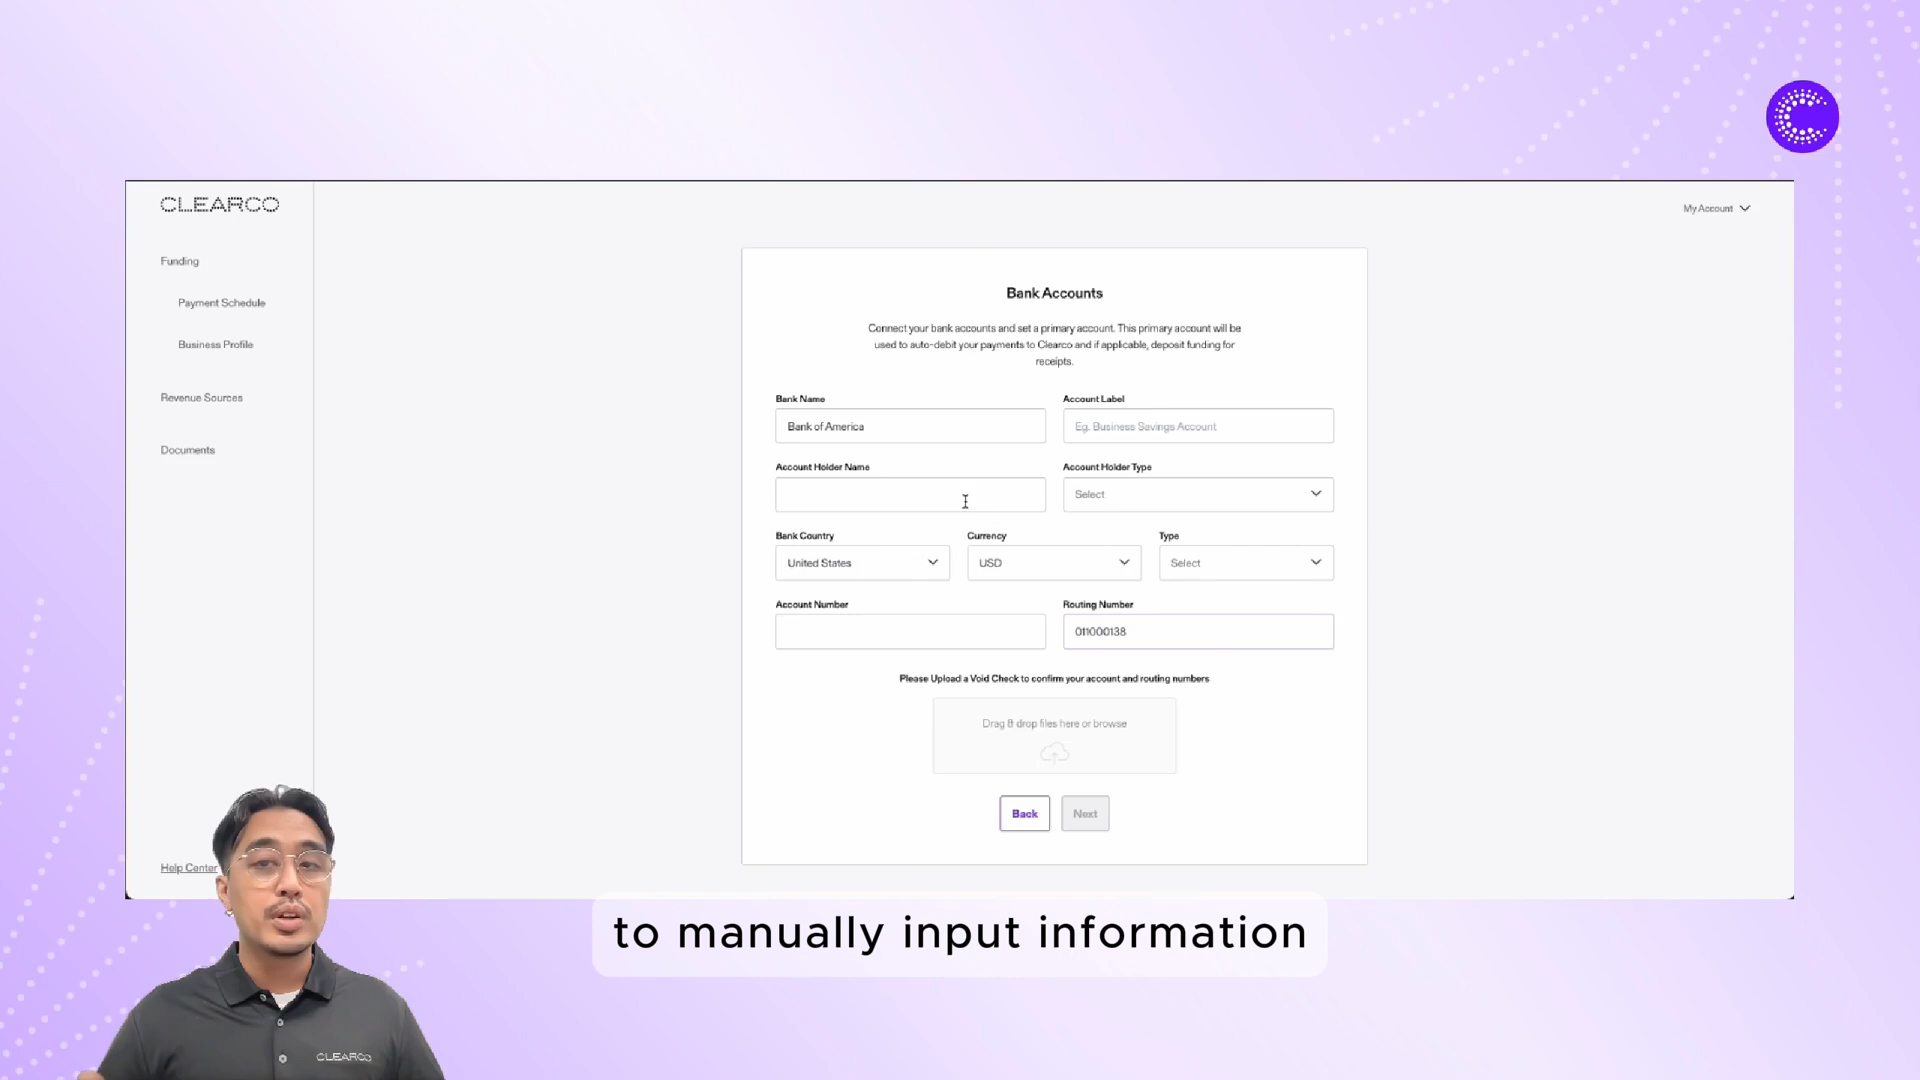 CLEARCO
My Account
Funding
Payment Schedule
Business Profile
Revenue Sources
Documents
Help Center
Bank Accounts
Connect your bank accounts and set a primary account. This primary account will be
used to auto-debit your payments to Clearco and if applicable, deposit funding for
receipts.
Bank Name
Account Label
Bank of America
Eg. Business Savings Account
Account Holder Name
Account Holder Type
Select
Bank Country
Currency
Type
United States
USD
Select
Account Number
Routing Number
011000138
Please Upload a Void Check to confirm your account and routing numbers
Drag & drop files here or browse
Back
Next
to manually input information
CLEARCO